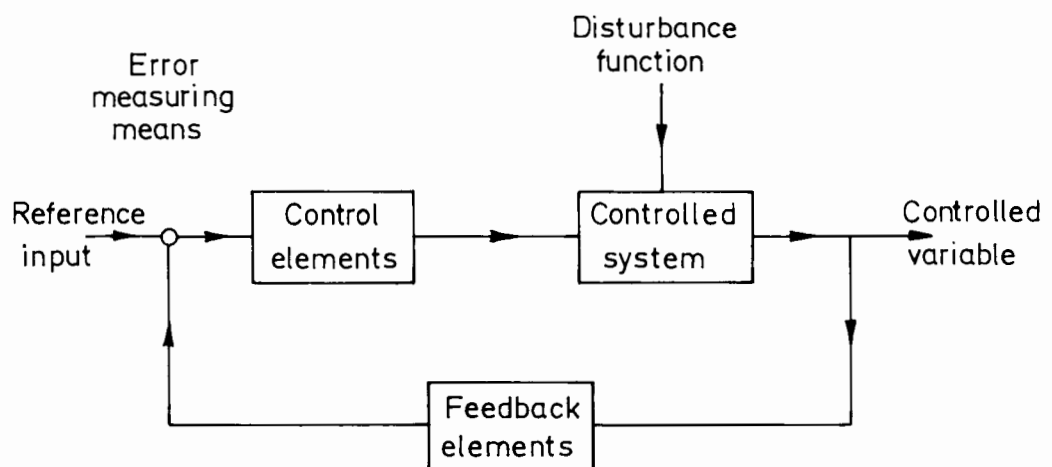 Disturbance
function
Error
measuring
means
Reference
input
Control
elements
Controlled
system
Controlled
variable
Feedback
elements